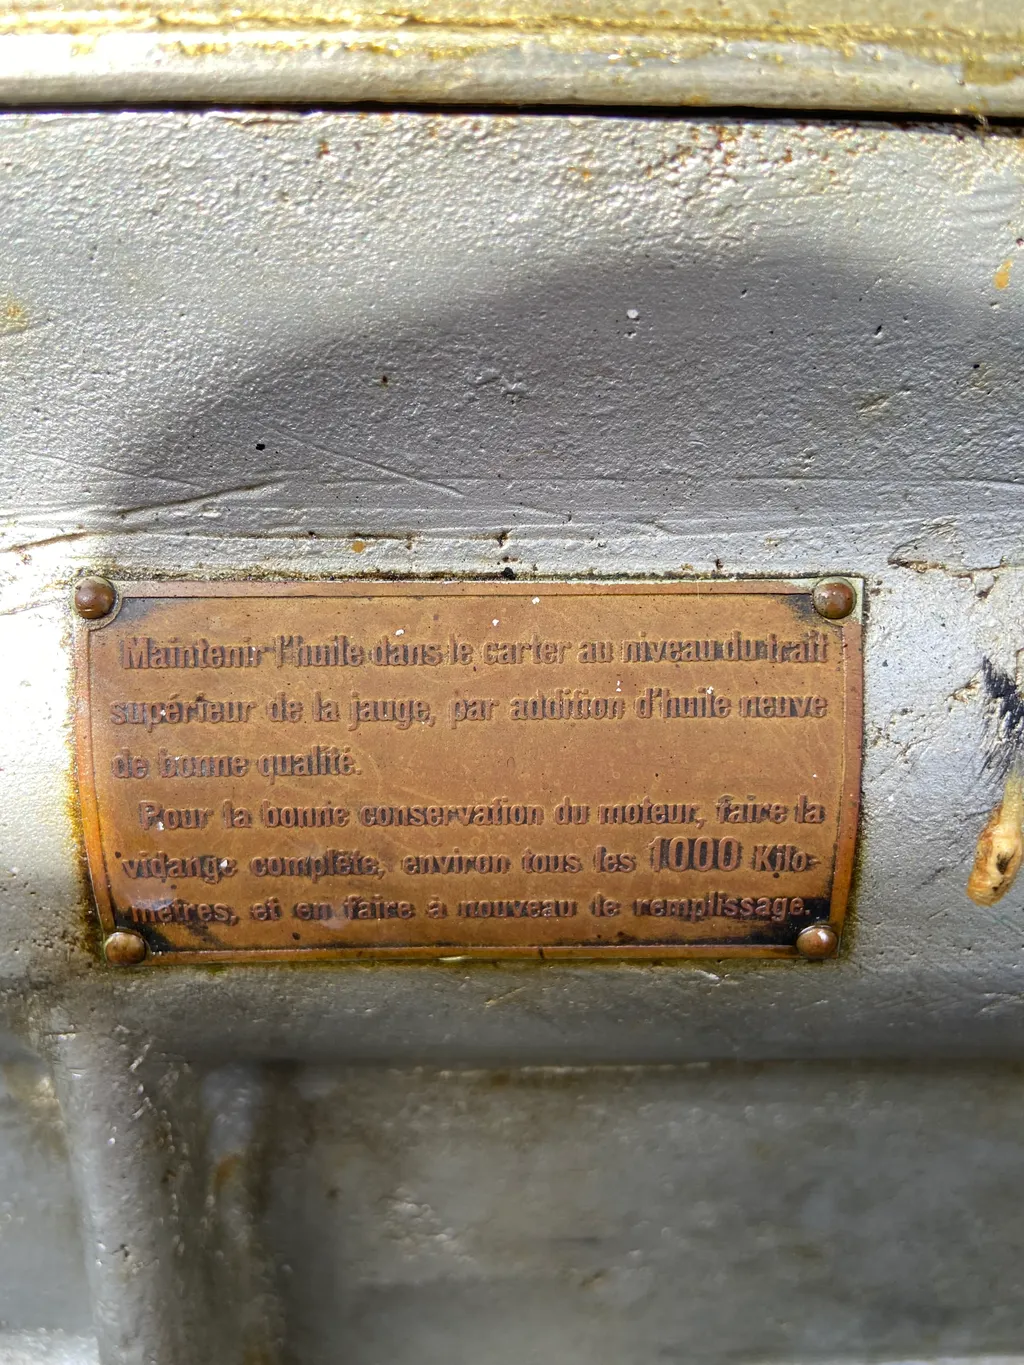 Maintenir l'huile dans le carter au niveau du trait
supérieur de la jauge, par addition d'huile neuve
de bonne qualité.
Pour la bonne conservation du moteur, faire la
vidange complète, environ tous les 1000 Kilo-
mètres, et en faire à nouveau le remplissage.